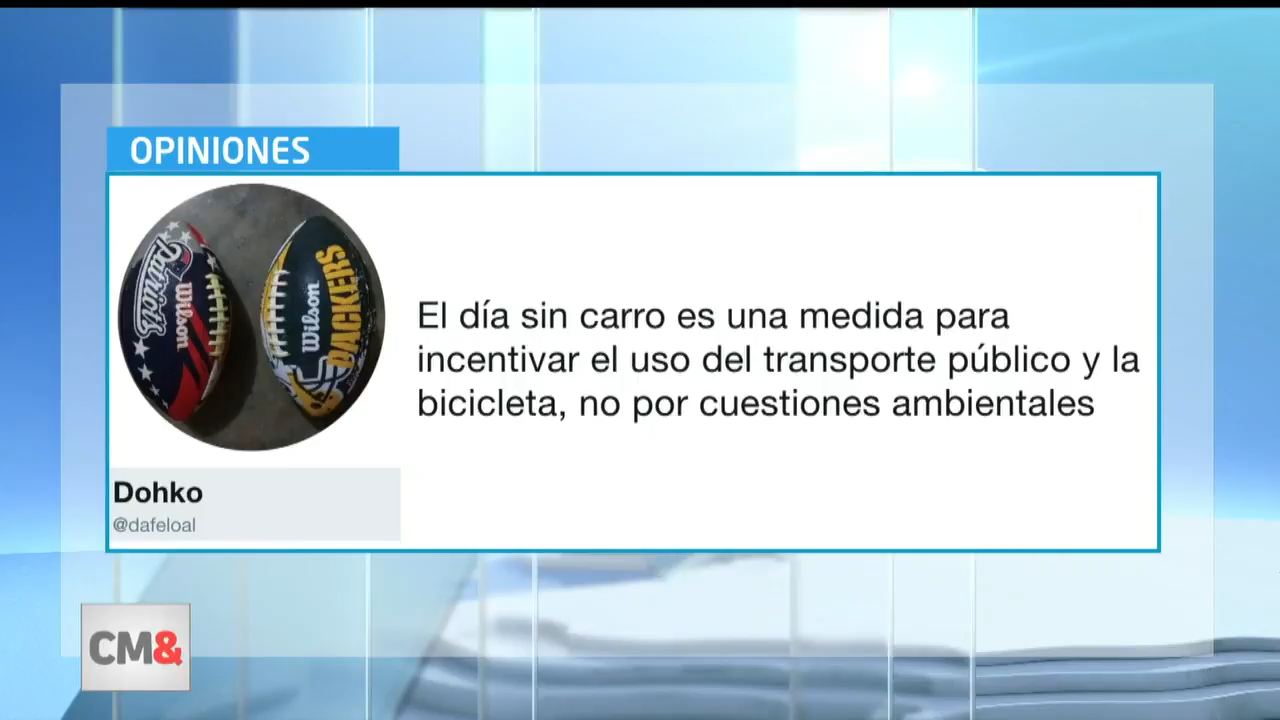 OPINIONES
Patriots
Wilson
Wilson
PACKERS
El día sin carro es una medida para
incentivar el uso del transporte público y la
bicicleta, no por cuestiones ambientales
Dohko
@dafeloal
CM&